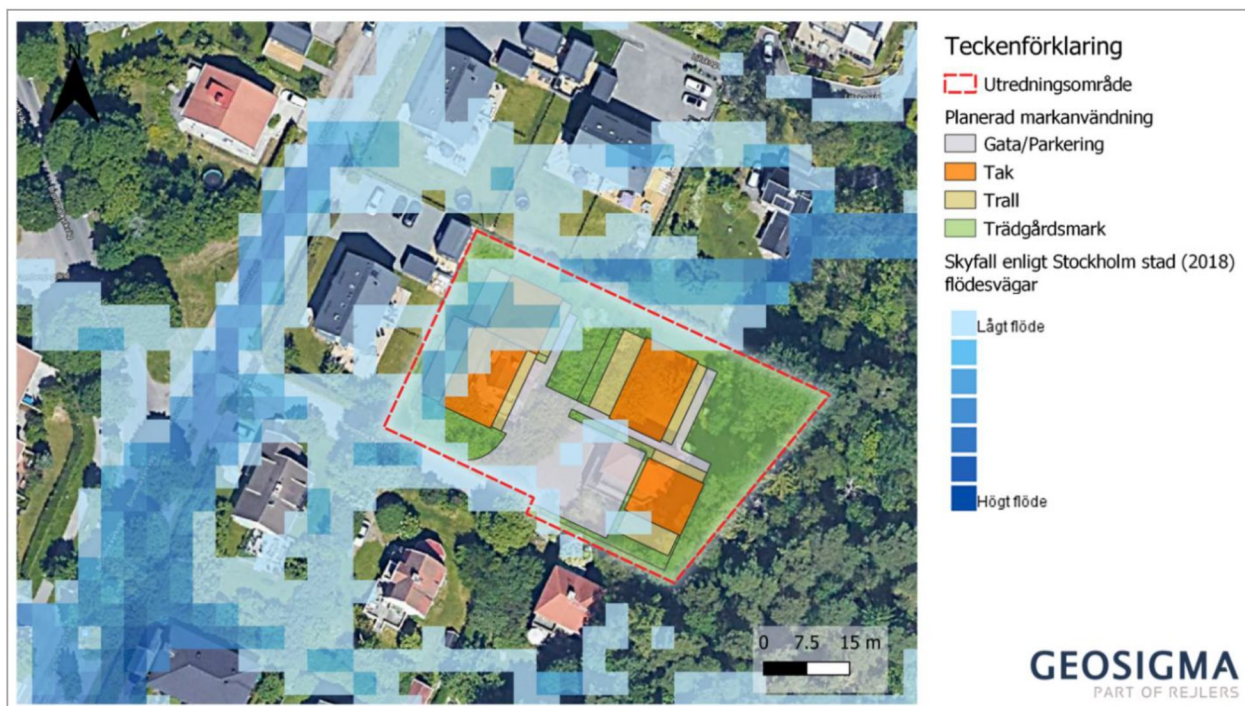 N
Teckenförklaring
Utredningsområde
Planerad markanvändning
Gata/Parkering
Tak
Trall
Trädgårdsmark
Skyfall enligt Stockholm stad (2018)
flödesvägar
Lågt flöde
Högt flöde
0 7.5 15 m
GEOSIGMA
PART OF REJLERS